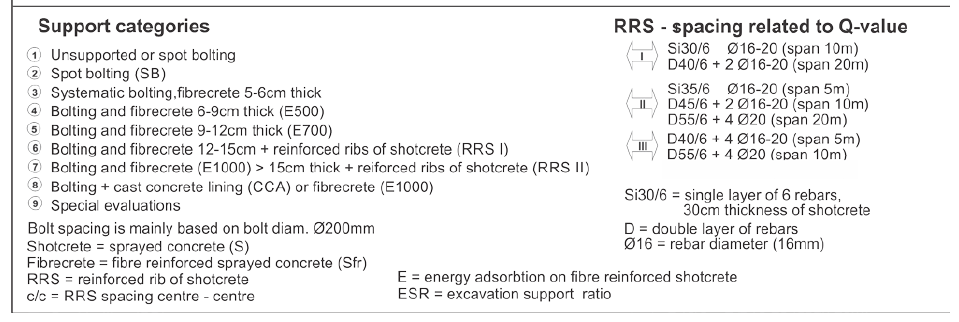 Support categories
① Unsupported or spot bolting
② Spot bolting (SB)
③ Systematic bolting,fibrecrete 5-6cm thick
④ Bolting and fibrecrete 6-9cm thick (E500)
⑤ Bolting and fibrecrete 9-12cm thick (E700)
⑥ Bolting and fibrecrete 12-15cm + reinforced ribs of shotcrete (RRS I)
⑦ Bolting and fibrecrete (E1000) > 15cm thick + reiforced ribs of shotcrete (RRS II)
⑧ Bolting + cast concrete lining (CCA) or fibrecrete (E1000)
⑨ Special evaluations
Bolt spacing is mainly based on bolt diam. Ø200mm
Shotcrete = sprayed concrete (S)
Fibrecrete = fibre reinforced sprayed concrete (Sfr)
RRS = reinforced rib of shotcrete
c/c = RRS spacing centre - centre
E = energy adsorbtion on fibre reinforced shotcrete
ESR = excavation support ratio
RRS - spacing related to Q-value
I
Si30/6 Ø16-20 (span 10m)
D40/6 + 2 Ø16-20 (span 20m)
II
Si35/6 Ø16-20 (span 5m)
D45/6 + 2 Ø16-20 (span 10m)
D55/6 + 4 Ø20 (span 20m)
III
D40/6 + 4 Ø16-20 (span 5m)
D55/6 + 4 Ø20 (span 10m)
Si30/6 = single layer of 6 rebars,
30cm thickness of shotcrete
D = double layer of rebars
Ø16 = rebar diameter (16mm)